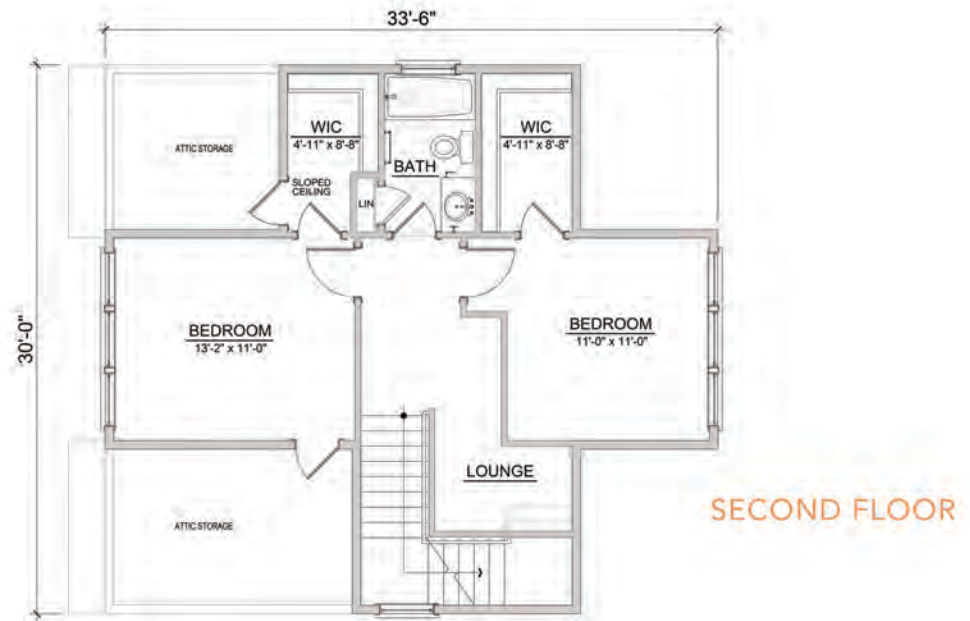 33'-6"
30'-0"
ATTIC STORAGE
WIC
4'-11" x 8'-8"
SLOPED
CEILING
LIN
BATH
WIC
4'-11" x 8'-8"
BEDROOM
13'-2" x 11'-0"
BEDROOM
11'-0" x 11'-0"
LOUNGE
ATTIC STORAGE
SECOND FLOOR